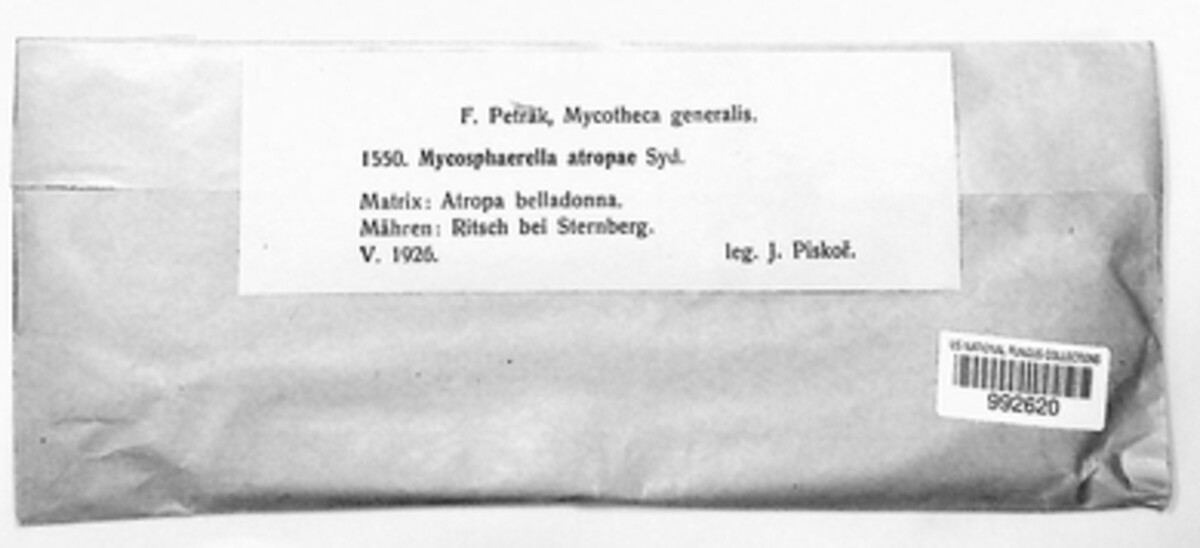 F. Petrak, Mycotheca generalis.
1550. Mycosphaerella atropae Syd.
Matrix: Atropa belladonna.
Mähren: Ritsch bei Sternberg.
V. 1926. leg. J. Piskoř.
US NATIONAL FUNGUS COLLECTIONS
992620